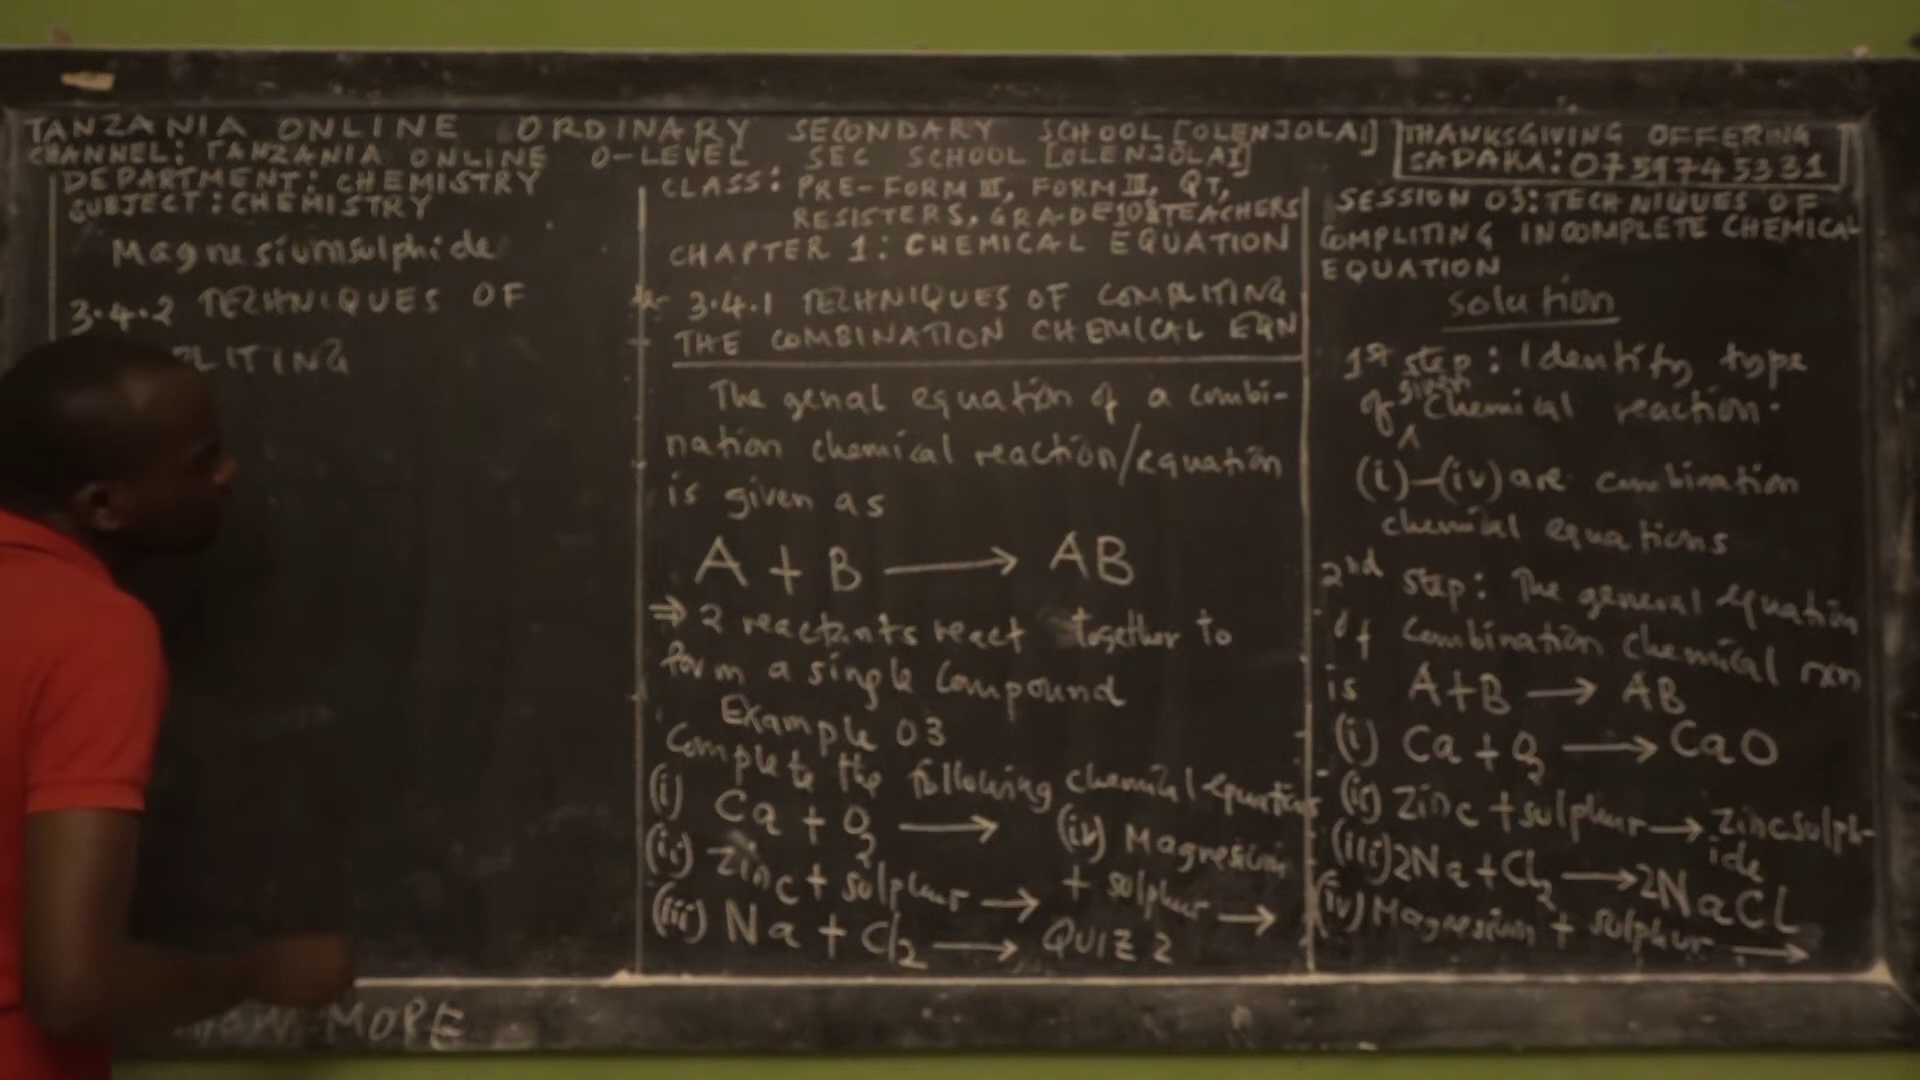 TANZANIA ONLINE ORDINARY SECONDARY SCHOOL [OLENJOLAI]
CHANNEL: TANZANIA ONLINE O-LEVEL SEC SCHOOL [OLENJOLAI]
THANKSGIVING OFFERING
SADAKA: 0759745331
DEPARTMENT: CHEMISTRY
SUBJECT: CHEMISTRY
Magnesiumsulphide
3.4.2 TECHNIQUES OF
PLITING
MORE
CLASS: PRE-FORM III, FORM III, QT,
RESISTERS, GRADE 10 & TEACHERS
CHAPTER 1: CHEMICAL EQUATION
3.4.1 TECHNIQUES OF COMPLITING
THE COMBINATION CHEMICAL EQN
The genal equation of a combi-
nation chemical reaction/equation
is given as
A + B → AB
⇒ 2 reactants react together to
form a single compound
Example 03
Complete the following chemical equations
(i) Ca + O2 →
(ii) Zinc + sulphur →
(iii) Na + Cl2 →
(iv) Magnesium
+ sulphur →
QUIZ 2
SESSION 03: TECHNIQUES OF
COMPLITING INCOMPLETE CHEMICAL
EQUATION
solution
1st step: Identify type
of given chemical reaction.
(i)-(iv) are combination
chemical equations
2nd step: The general equation
of combination chemical rxn
is A+B → AB
(i) Ca + O2 → CaO
(ii) Zinc + sulphur → Zincsulph-
ide
(iii) 2Na + Cl2 → 2NaCl
(iv) Magnesium + sulphur →